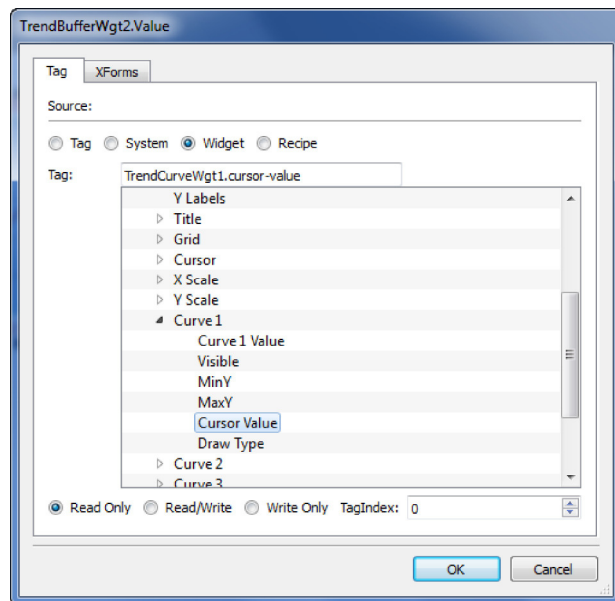 TrendBufferWgt2.Value
Tag XForms
Source:
Tag System Widget Recipe
Tag: TrendCurveWgt1.cursor-value
Y Labels
Title
Grid
Cursor
X Scale
Y Scale
Curve 1
Curve 1 Value
Visible
MinY
MaxY
Cursor Value
Draw Type
Curve 2
Curve 3
Read Only Read/Write Write Only TagIndex: 0
OK Cancel